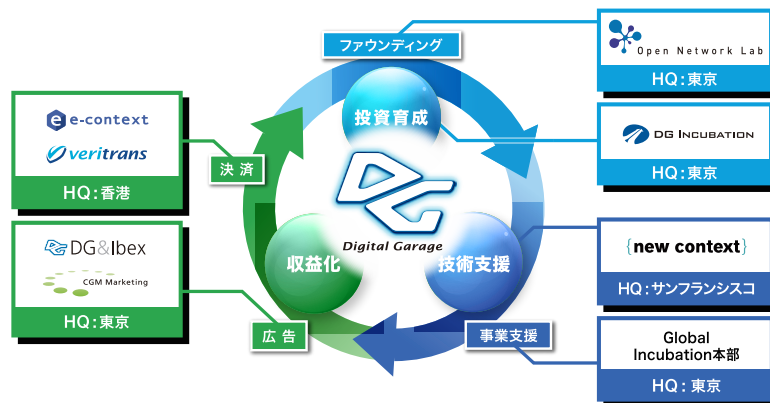 ファウンディング
Open Network Lab
HQ:東京
投資育成
e-context
veritrans
HQ:香港
決済
DG INCUBATION
HQ:東京
Digital Garage
DG&Ibex
CGM Marketing
HQ:東京
収益化
技術支援
{new context}
HQ:サンフランシスコ
広告
事業支援
Global
Incubation本部
HQ:東京